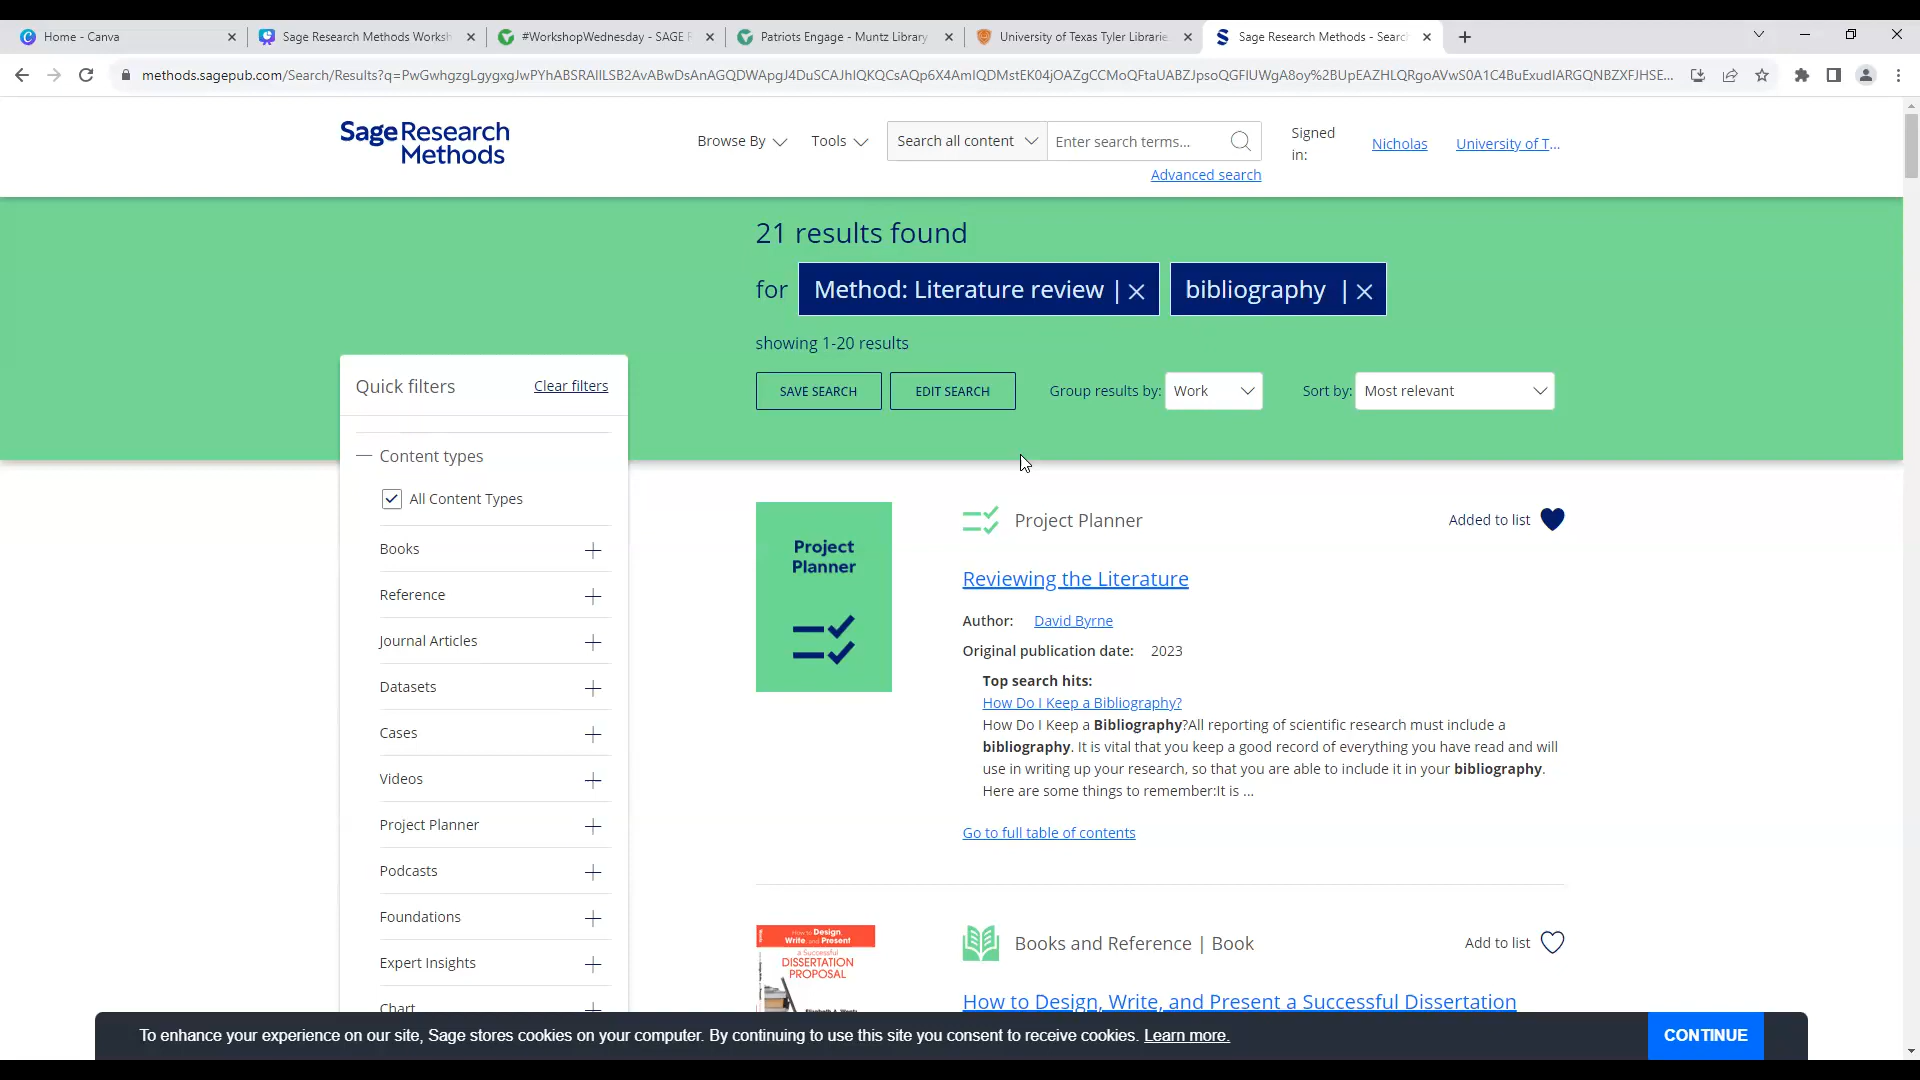 Home - Canva
Sage Research Methods Worksh
#WorkshopWednesday - SAGE R
Patriots Engage - Muntz Library
University of Texas Tyler Librarie
Sage Research Methods - Search
Sage Research
Methods
Browse By
Tools
Search all content
Enter search terms...
Advanced search
Signed
in:
Nicholas
University of T...
21 results found
for Method: Literature review | bibliography |
showing 1-20 results
SAVE SEARCH
EDIT SEARCH
Group results by: Work
Sort by: Most relevant
Quick filters
Clear filters
Content types
All Content Types
Books
Reference
Journal Articles
Datasets
Cases
Videos
Project Planner
Podcasts
Foundations
Expert Insights
Chart
Project
Planner
Project Planner
Added to list
Reviewing the Literature
Author: David Byrne
Original publication date: 2023
Top search hits:
How Do I Keep a Bibliography?
How Do I Keep a Bibliography?All reporting of scientific research must include a
bibliography. It is vital that you keep a good record of everything you have read and will
use in writing up your research, so that you are able to include it in your bibliography.
Here are some things to remember:It is ...
Go to full table of contents
How to Design,
Write, and Present
a Successful
DISSERTATION
PROPOSAL
Books and Reference | Book
Add to list
How to Design, Write, and Present a Successful Dissertation
To enhance your experience on our site, Sage stores cookies on your computer. By continuing to use this site you consent to receive cookies. Learn more.
CONTINUE